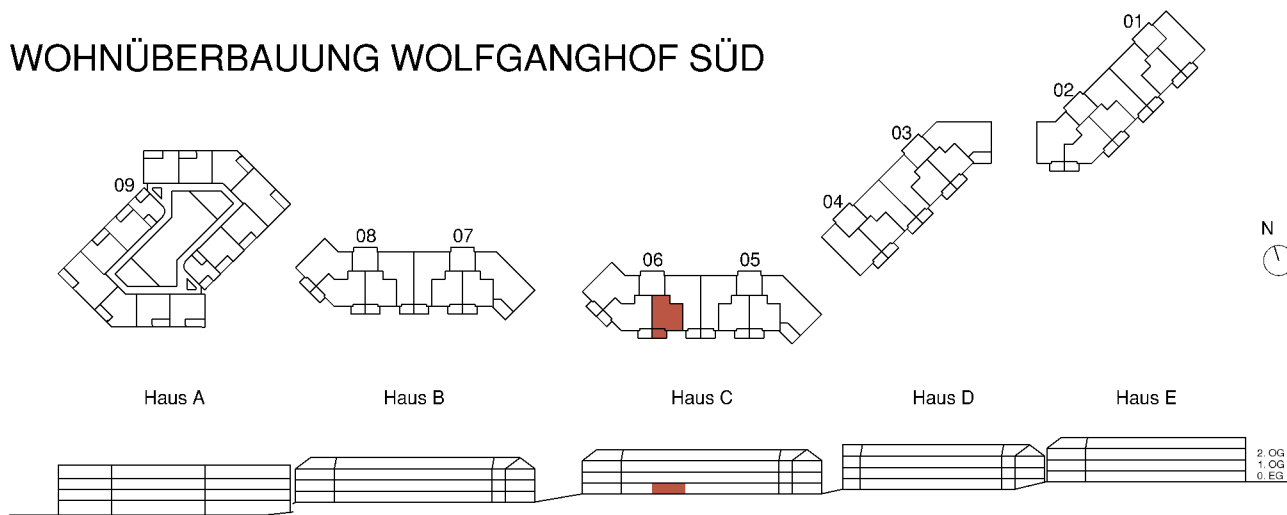 WOHNÜBERBAUUNG WOLFGANGHOF SÜD
01
02
03
04
09
08
07
06
05
N
Haus A
Haus B
Haus C
Haus D
Haus E
2. OG
1. OG
0. EG